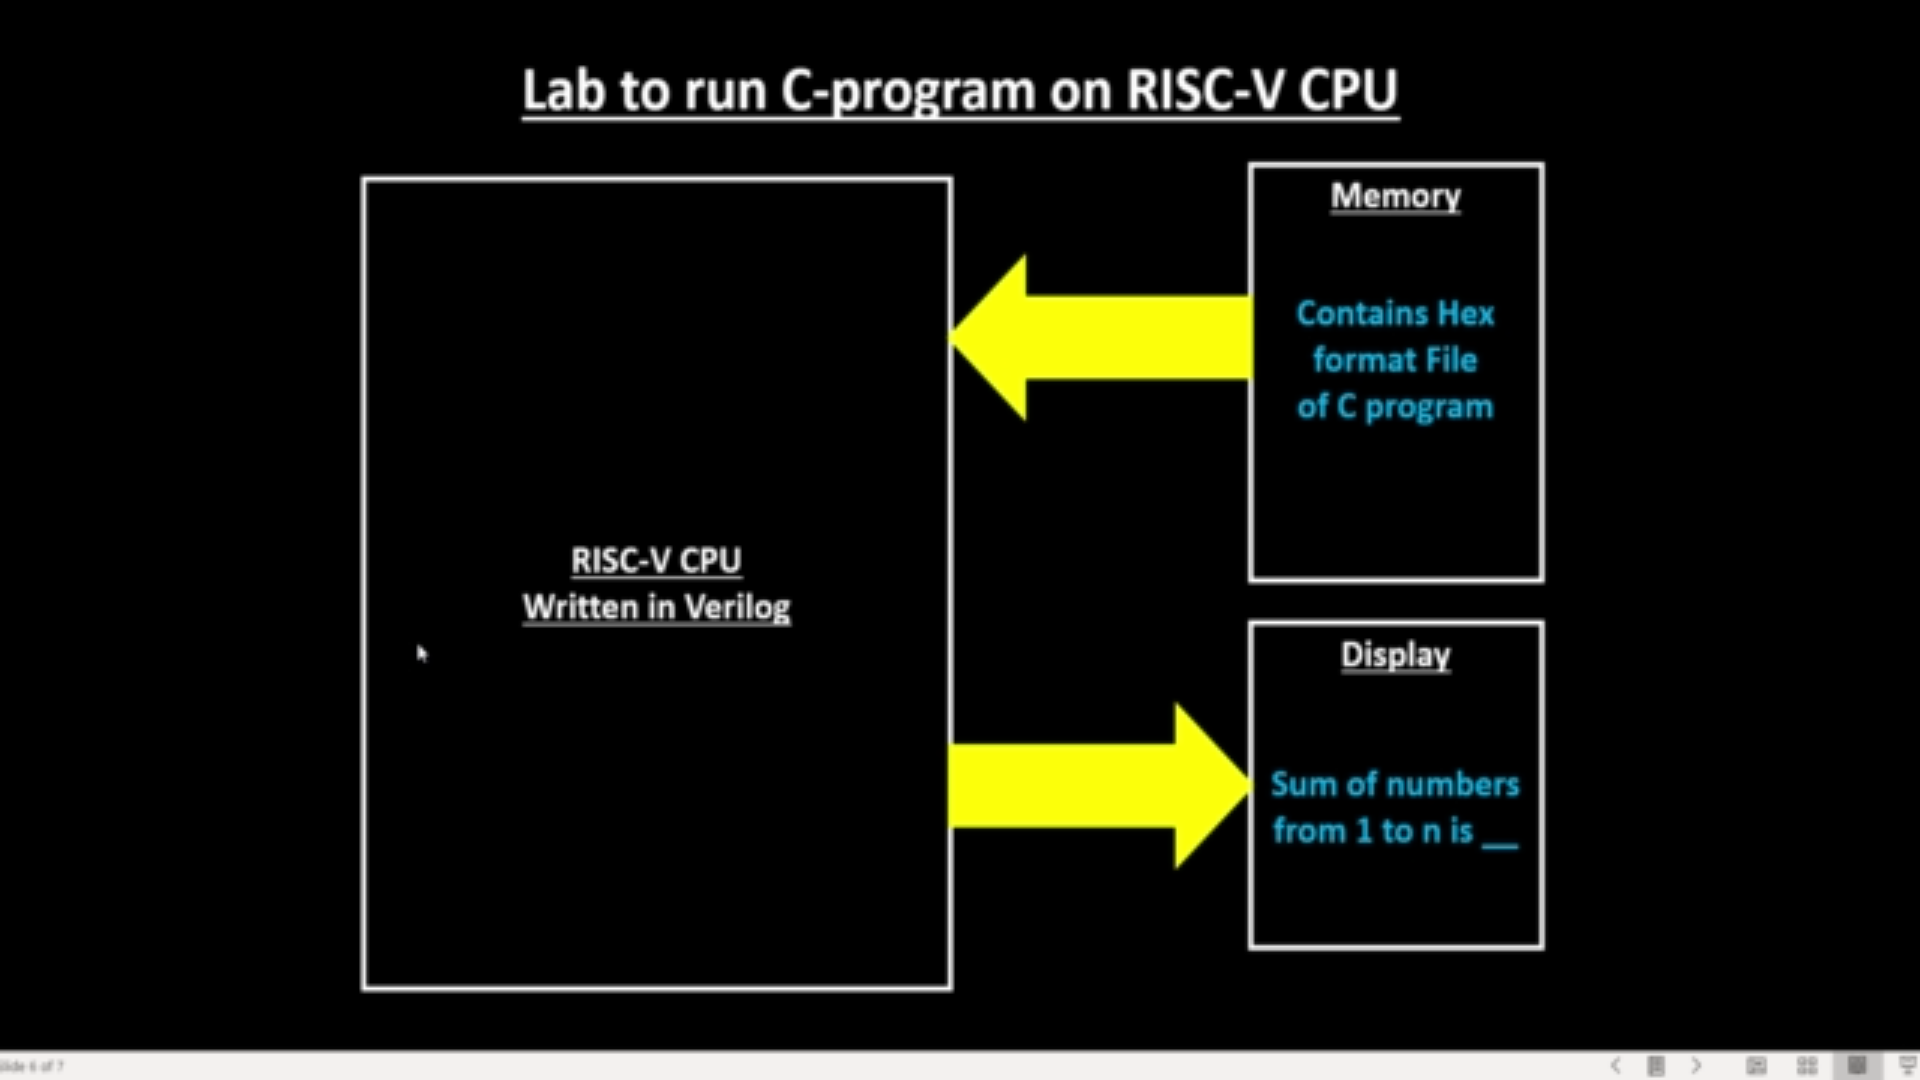 Lab to run C-program on RISC-V CPU
Memory
Contains Hex
format File
of C program
RISC-V CPU
Written in Verilog
Display
Sum of numbers
from 1 to n is __
Slide 6 of 7